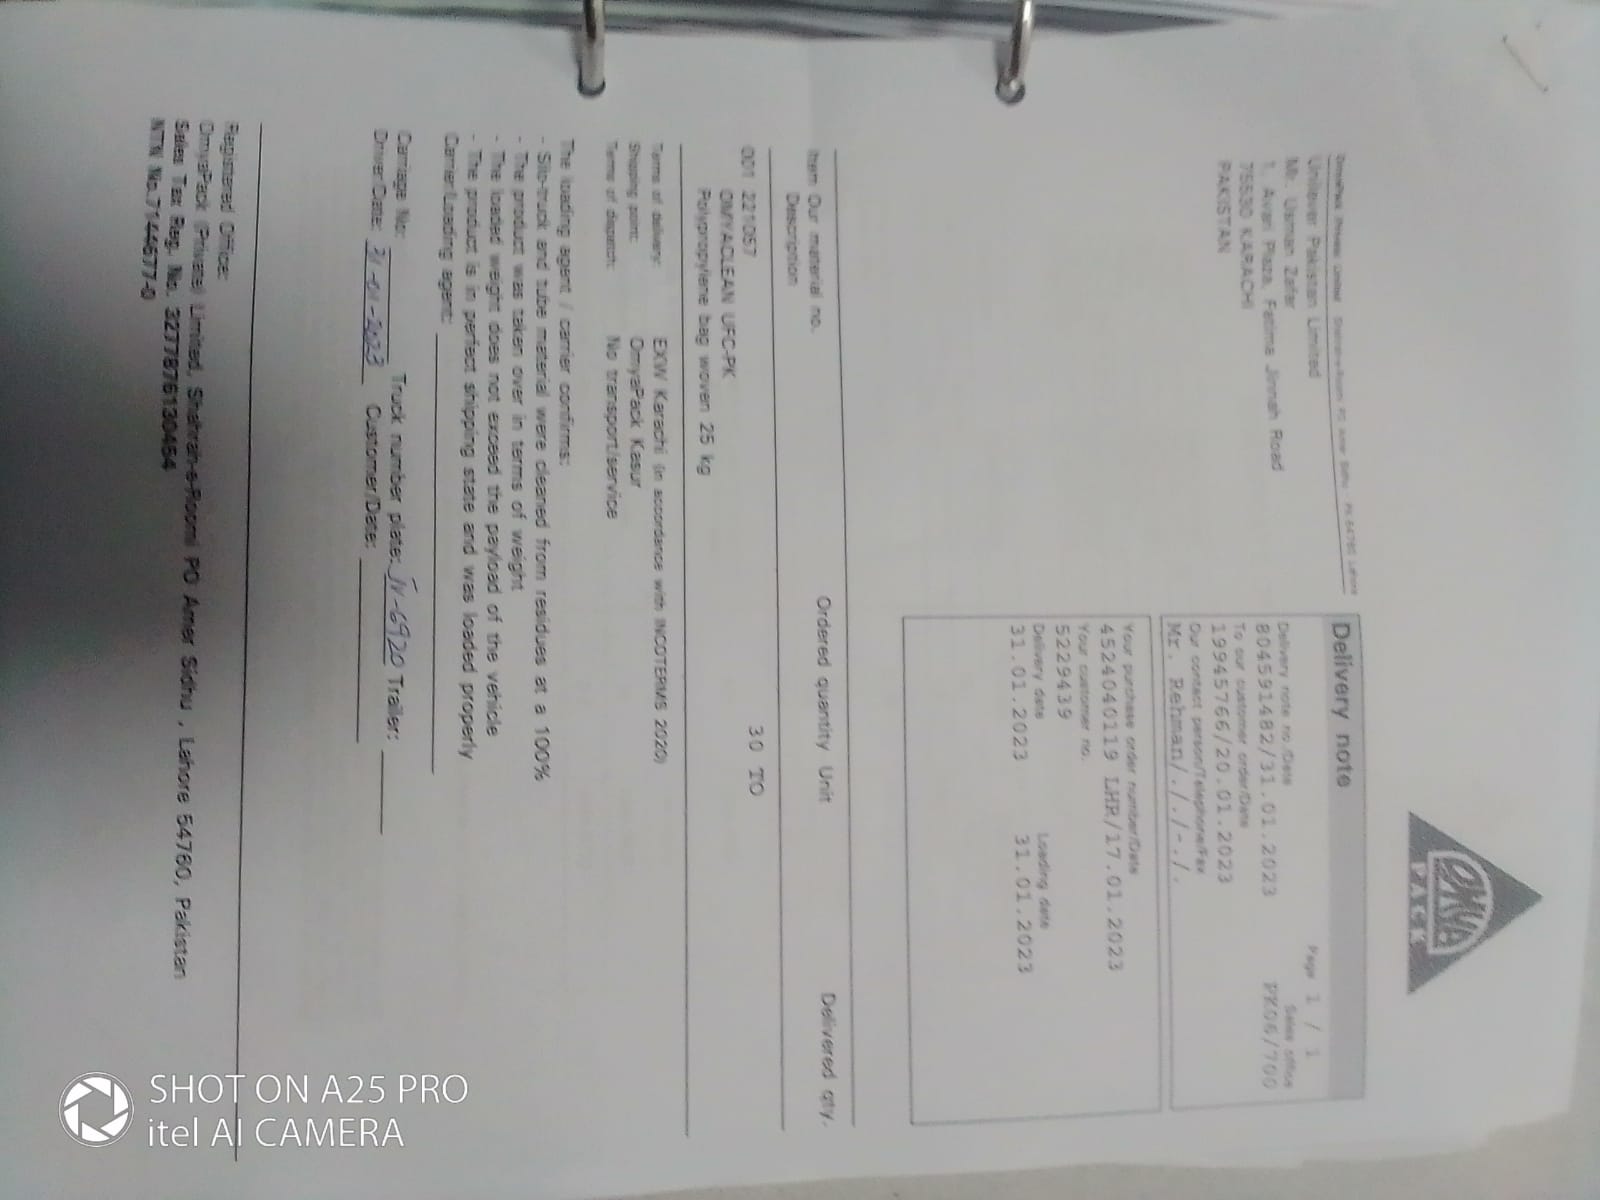 OMYA
PACK
OmyaPack (Private) Limited Shahrah-e-Roomi PO Amer Sidhu - PK-54760 Lahore
Unilever Pakistan Limited
Mr. Usman Zafar
1, Avari Plaza, Fatima Jinnah Road
75530 KARACHI
PAKISTAN
Delivery note
Page 1 / 1
Delivery note no./Date Sales office
804591482/31.01.2023 PK06/700
To our customer order/Date
19945766/20.01.2023
Our contact person/Telephone/Fax
Mr. Rehman/././-./.
Your purchase order number/Date
4524040119 LHR/17.01.2023
Your customer no.
5229439
Delivery date Loading date
31.01.2023 31.01.2023
Item Our material no. Ordered quantity Unit Delivered qty.
Description
001 221057 30 TO
OMYACLEAN UFC-PK
Polypropylene bag woven 25 kg
Terms of delivery: EXW Karachi (in accordance with INCOTERMS 2020)
Shipping point: OmyaPack Kasur
Terms of dispatch: No transport/service
The loading agent / carrier confirms:
- Silo-truck and tube material were cleaned from residues at a 100%
- The product was taken over in terms of weight
- The loaded weight does not exceed the payload of the vehicle
- The product is in perfect shipping state and was loaded properly
Carrier/Loading agent:
Carriage No: Truck number plate: -6920 Trailer:
Driver/Date: 31-01-2023 Customer/Date:
Registered Office:
OmyaPack (Private) Limited, Shahrah-e-Roomi PO Amer Sidhu , Lahore 54760, Pakistan
Sales Tax Reg. No. 3277876130454
NTN No.7144677-0
SHOT ON A25 PRO
itel AI CAMERA